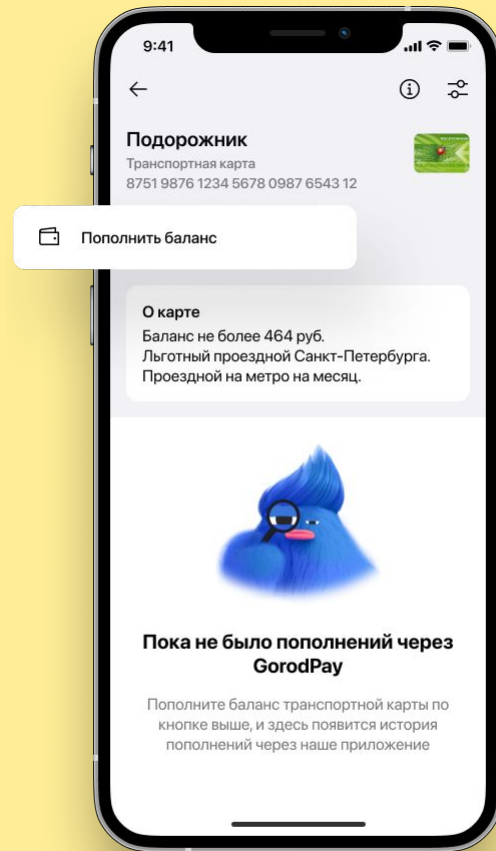 9:41
Подорожник
Транспортная карта
8751 9876 1234 5678 0987 6543 12
Пополнить баланс
О карте
Баланс не более 464 руб.
Льготный проездной Санкт-Петербурга.
Проездной на метро на месяц.
Пока не было пополнений через
GorodPay
Пополните баланс транспортной карты по
кнопке выше, и здесь появится история
пополнений через наше приложение